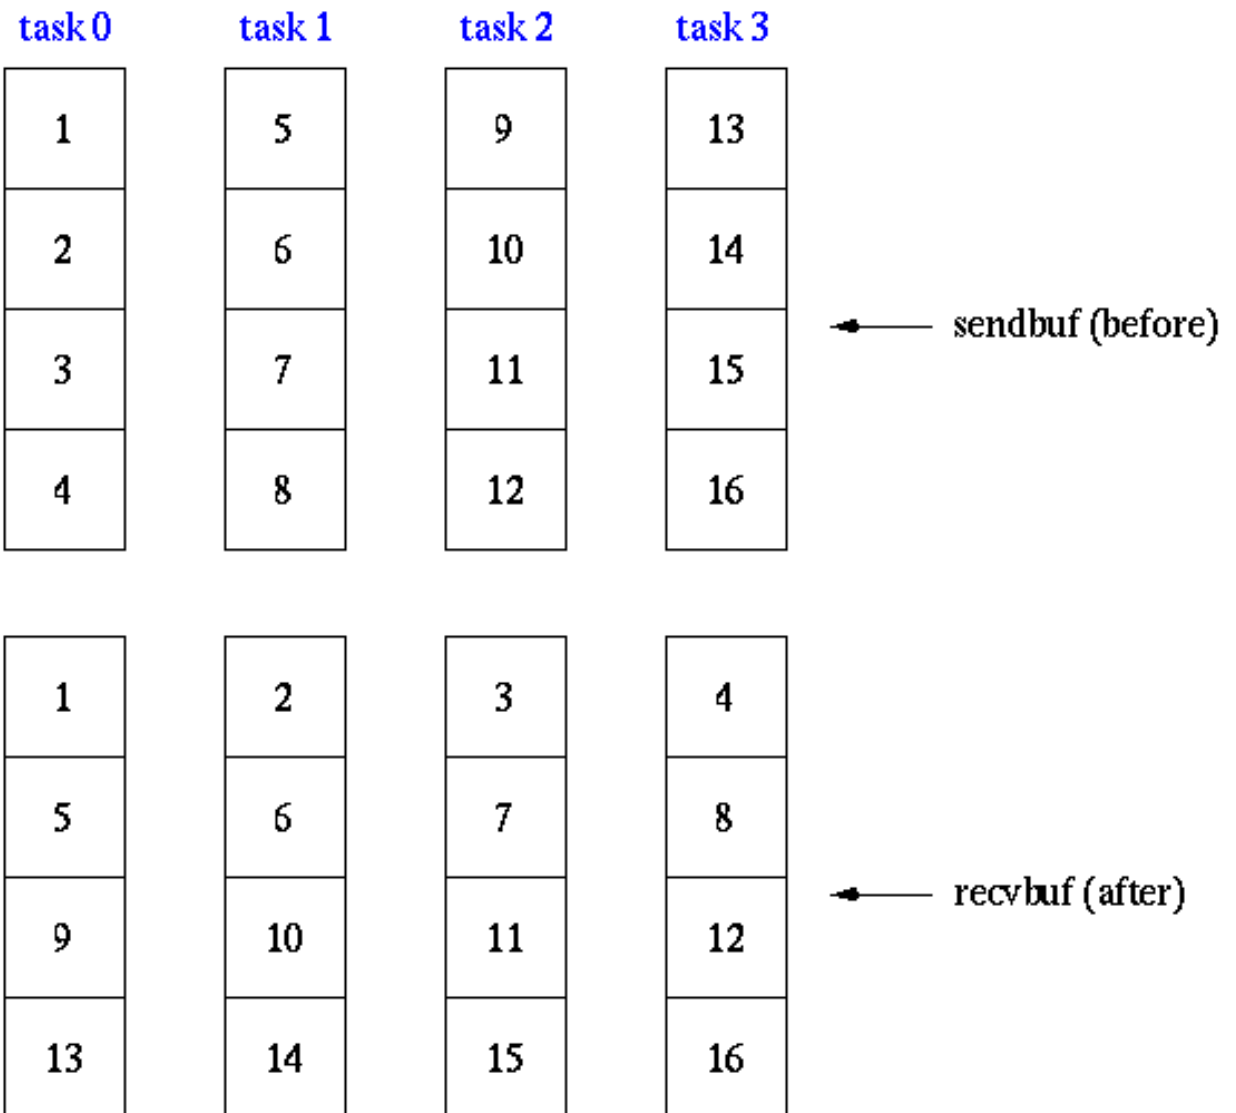 task 0 task 1 task 2 task 3
1 5 9 13
2 6 10 14
sendbuf (before)
3 7 11 15
4 8 12 16
1 2 3 4
5 6 7 8
recvbuf (after)
9 10 11 12
13 14 15 16